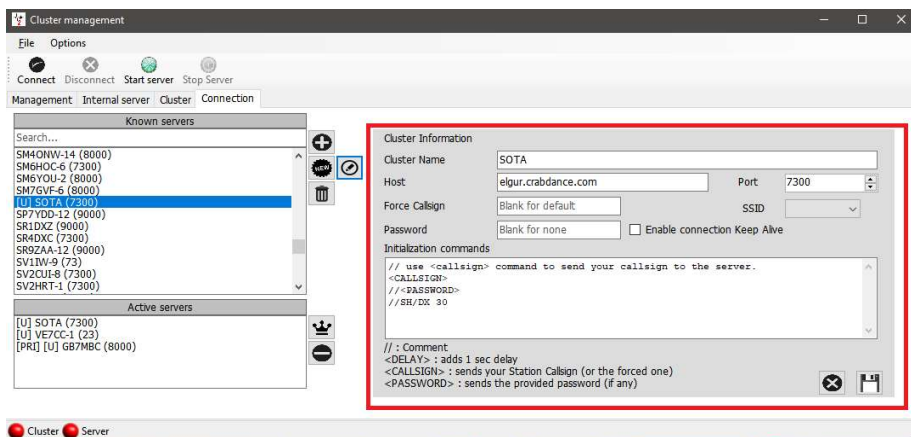 Cluster management
File Options
Connect Disconnect Start server Stop Server
Management Internal server Cluster Connection
Known servers
Search...
SM4ONW-14 (8000)
SM6HOC-6 (7300)
SM6YOU-2 (8000)
SM7GVF-6 (8000)
[U] SOTA (7300)
SP7YDD-12 (9000)
SR1DXZ (9000)
SR4DXC (7300)
SR9ZAA-12 (9000)
SV1IW-9 (73)
SV2CUI-8 (7300)
SV2HRT-1 (7300)
NEW
Active servers
[U] SOTA (7300)
[U] VE7CC-1 (23)
[PRI] [U] GB7MBC (8000)
Cluster Information
Cluster Name SOTA
Host elgur.crabdance.com Port 7300
Force Callsign Blank for default SSID
Password Blank for none Enable connection Keep Alive
Initialization commands
// use <callsign> command to send your callsign to the server.
<CALLSIGN>
//<PASSWORD>
//SH/DX 30
// : Comment
<DELAY> : adds 1 sec delay
<CALLSIGN> : sends your Station Callsign (or the forced one)
<PASSWORD> : sends the provided password (if any)
Cluster Server